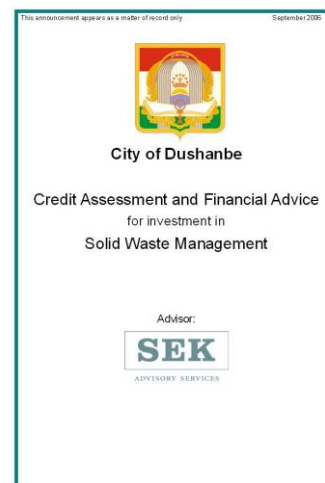 This announcement appears as a matter of record only
September 2006
City of Dushanbe
Credit Assessment and Financial Advice
for investment in
Solid Waste Management
Advisor:
SEK
ADVISORY SERVICES